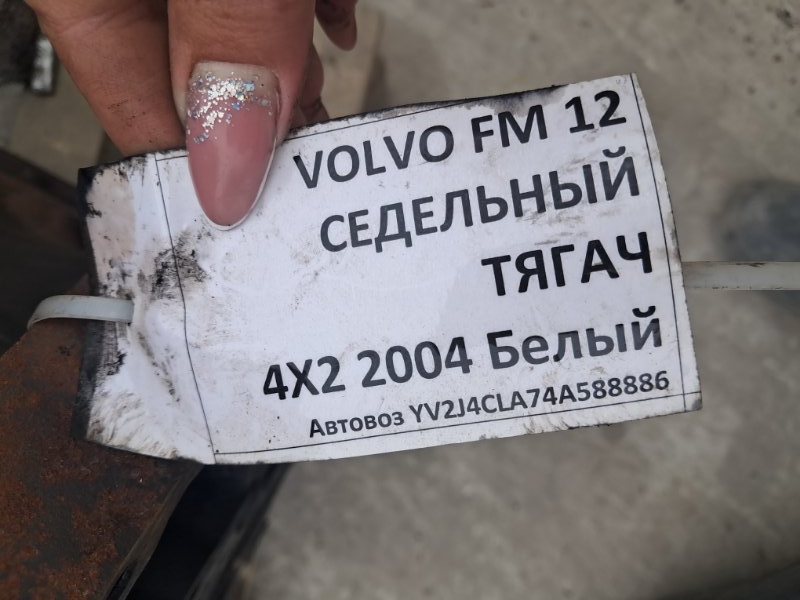 VOLVO FM 12
СЕДЕЛЬНЫЙ
ТЯГАЧ
4X2 2004 Белый
Автовоз YV2J4CLA74A588886